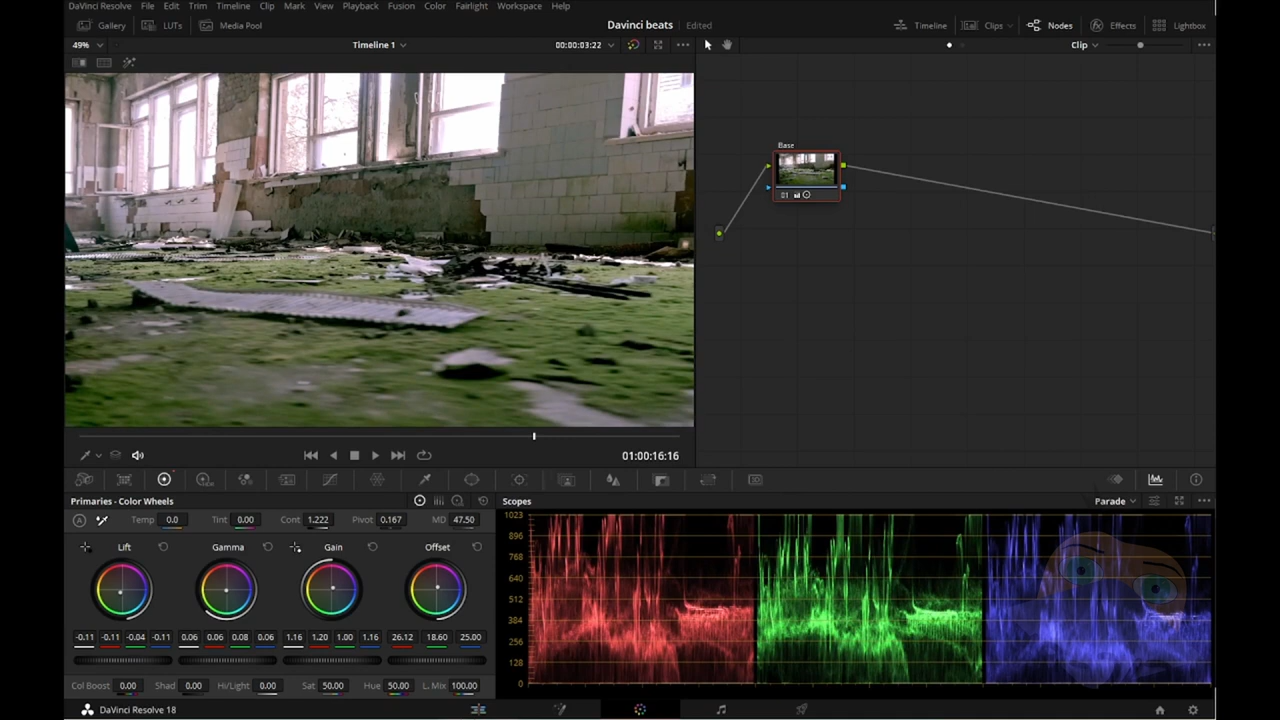 DaVinci Resolve File Edit Trim Timeline Clip Mark View Playback Fusion Color Fairlight Workspace Help
Gallery LUTs Media Pool Davinci beats Edited Timeline Clips Nodes Effects Lightbox
49% Timeline 1 00:00:03:22 Clip
Base
01
01:00:16:16
Primaries - Color Wheels Scopes Parade
Temp 0.0 Tint 0.00 Cont 1.222 Pivot 0.167 MD 47.50
Lift Gamma Gain Offset
-0.11 -0.11 -0.04 -0.11 0.06 0.06 0.08 0.06 1.16 1.20 1.00 1.16 26.12 18.60 25.00
Col Boost 0.00 Shad 0.00 Hi/Light 0.00 Sat 50.00 Hue 50.00 L. Mix 100.00
1023
896
768
640
512
384
256
128
0
DaVinci Resolve 18